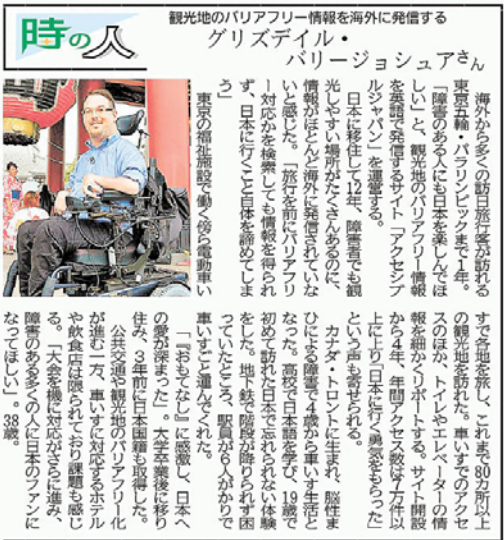 時の人
観光地のバリアフリー情報を海外に発信する
グリズデイル・
バリージョシュアさん
海外から多くの訪日旅行客が訪れる
東京五輪・パラリンピックまで1年。
「障害のある人にも日本を楽しんでほ
しい」と、観光地のバリアフリー情報
を英語で発信するサイト「アクセシブ
ルジャパン」を運営する。
日本に移住して12年、障害者でも観
光しやすい場所がたくさんあるのに、
情報がほとんど海外に発信されていな
いと感じた。「旅行を前にバリアフリ
ー対応かを検索しても情報を得られ
ず、日本に行くこと自体を諦めてしま
う」
東京の福祉施設で働く傍ら電動車い
すで各地を旅し、これまで80カ所以上
の観光地を訪れた。車いすでのアクセ
スのほか、トイレやエレベーターの情
報を細かくリポートする。サイト開設
から4年、年間アクセス数は7万件以
上に上り「日本に行く勇気をもらった」
という声も寄せられる。
カナダ・トロントに生まれ、脳性ま
ひによる障害で4歳から車いす生活と
なった。高校で日本語を学び、19歳で
初めて訪れた日本で忘れられない体験
をした。地下鉄で階段が降りられず困
っていたところ、駅員が6人がかりで
車いすごと運んでくれた。
「『おもてなし』に感激し、日本へ
の愛が深まった」。大学卒業後に移り
住み、3年前に日本国籍も取得した。
公共交通や観光地のバリアフリー化
が進む一方、車いすに対応するホテル
や飲食店は限られており課題も感じ
る。「大会を機に対応がさらに進み、
障害のある多くの人に日本のファンに
なってほしい」。38歳。